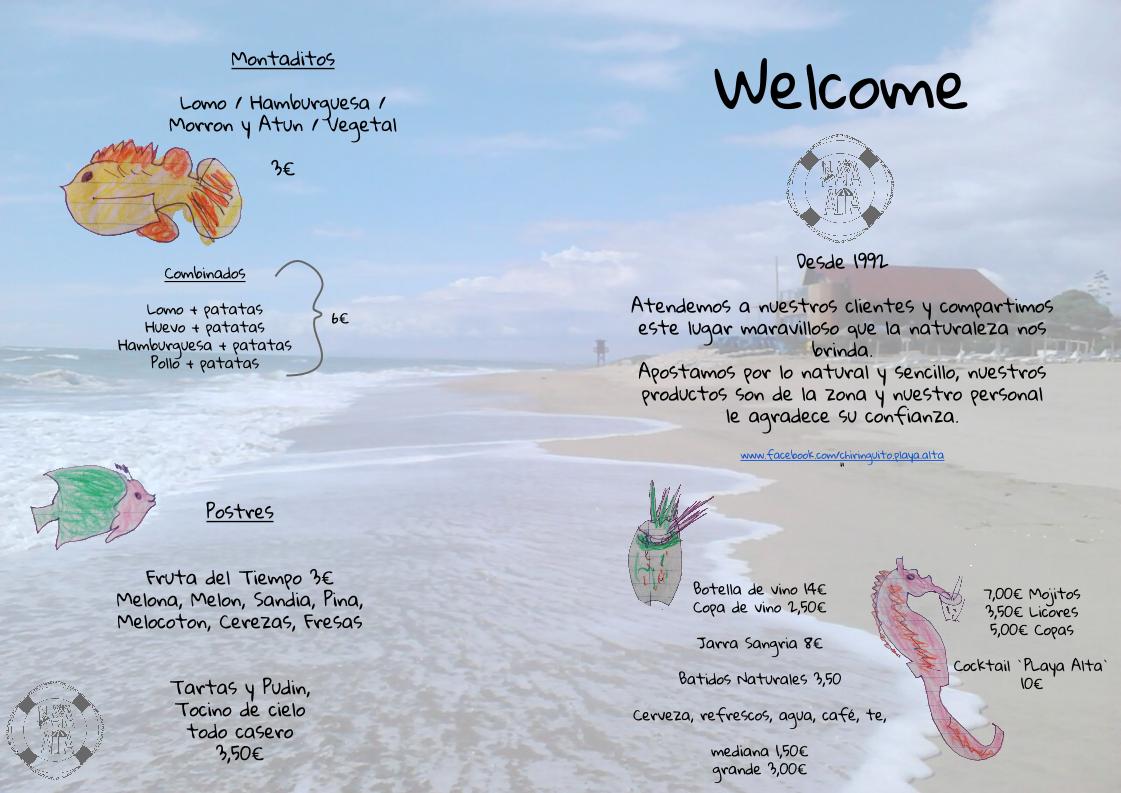 Montaditos
Lomo / Hamburguesa /
Morron y Atun / Vegetal
3€
Combinados
Lomo + patatas
Huevo + patatas
Hamburguesa + patatas
Pollo + patatas
6€
Postres
Fruta del Tiempo 3€
Melona, Melon, Sandia, Pina,
Melocoton, Cerezas, Fresas
Tartas y Pudin,
Tocino de cielo
todo casero
3,50€
PLAYA
ALTA
Welcome
PLAYA
ALTA
Desde 1992
Atendemos a nuestros clientes y compartimos
este lugar maravilloso que la naturaleza nos
brinda.
Apostamos por lo natural y sencillo, nuestros
productos son de la zona y nuestro personal
le agradece su confianza.
www.facebook.com/chiringuito.playa.alta
"
Botella de vino 14€
Copa de vino 2,50€
Jarra Sangria 8€
Batidos Naturales 3,50
Cerveza, refrescos, agua, café, te,
mediana 1,50€
grande 3,00€
7,00€ Mojitos
3,50€ Licores
5,00€ Copas
Cocktail `PLaya Alta`
10€